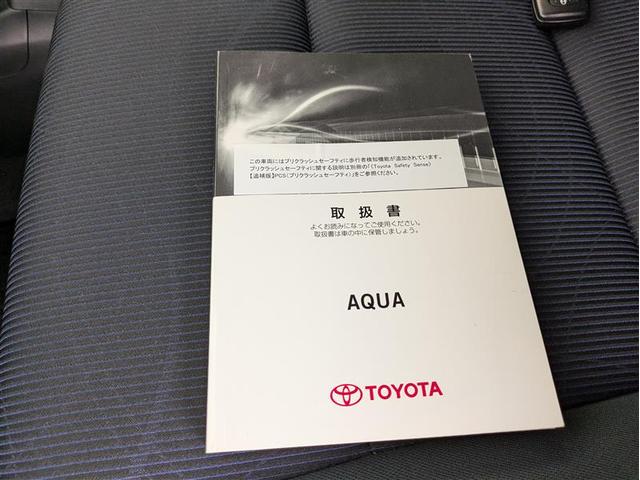 この車両にはプリクラッシュセーフティに歩行者検知機能が追加されています。
プリクラッシュセーフティに関する説明は別冊の「(Toyota Safety Sense)
【追補版】PCS(プリクラッシュセーフティ)」をご参照ください。
取扱書
よくお読みになってご使用ください。
取扱書は車の中に保管しましょう。
AQUA
TOYOTA